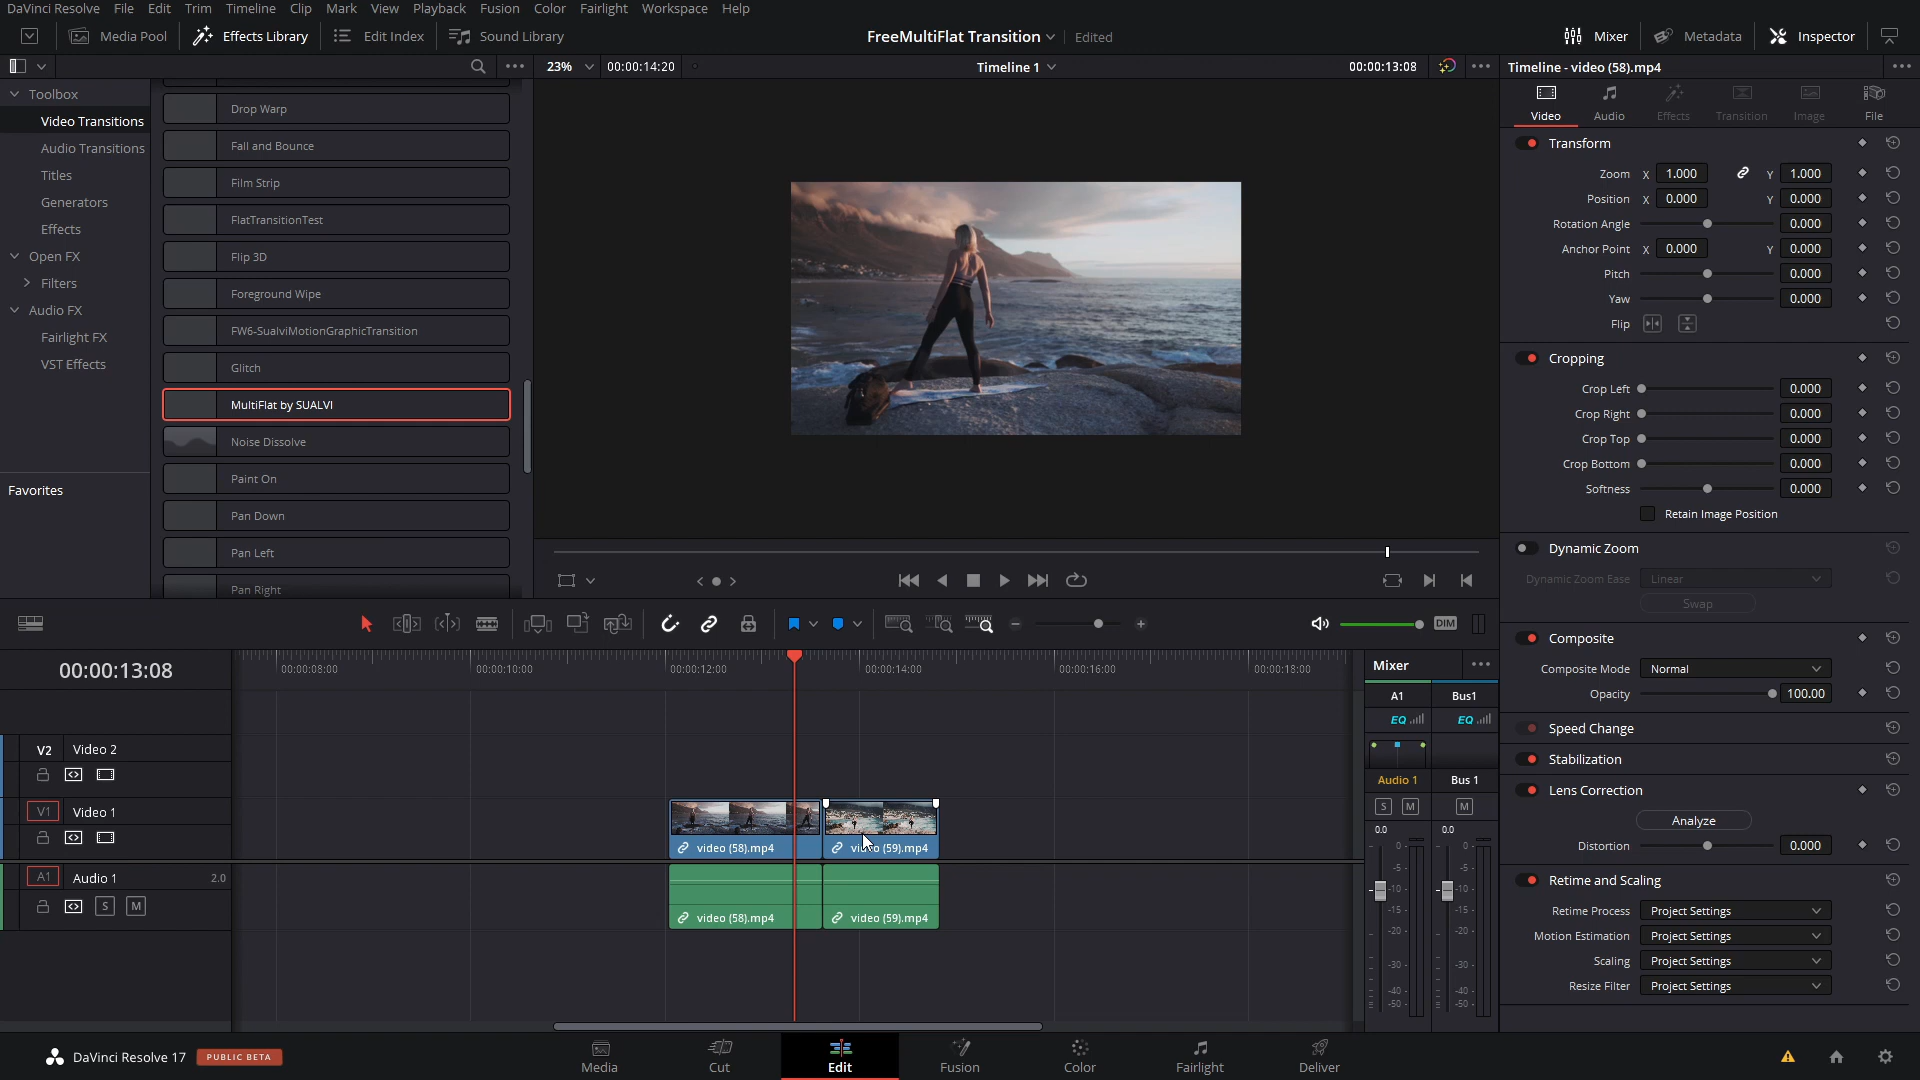 DaVinci Resolve File Edit Trim Timeline Clip Mark View Playback Fusion Color Fairlight Workspace Help
Media Pool Effects Library Edit Index Sound Library FreeMultiFlat Transition Edited Mixer Metadata Inspector
23% 00:00:14:20 Timeline 1 00:00:13:08 Timeline - video (58).mp4
Toolbox
Video Transitions
Audio Transitions
Titles
Generators
Effects
Open FX
Filters
Audio FX
Fairlight FX
VST Effects
Favorites
Drop Warp
Fall and Bounce
Film Strip
FlatTransitionTest
Flip 3D
Foreground Wipe
FW6-SualviMotionGraphicTransition
Glitch
MultiFlat by SUALVI
Noise Dissolve
Paint On
Pan Down
Pan Left
Pan Right
Video Audio Effects Transition Image File
Transform
Zoom X 1.000 Y 1.000
Position X 0.000 Y 0.000
Rotation Angle 0.000
Anchor Point X 0.000 Y 0.000
Pitch 0.000
Yaw 0.000
Flip
Cropping
Crop Left 0.000
Crop Right 0.000
Crop Top 0.000
Crop Bottom 0.000
Softness 0.000
Retain Image Position
Dynamic Zoom
Dynamic Zoom Ease Linear
Swap
Composite
Composite Mode Normal
Opacity 100.00
Speed Change
Stabilization
Lens Correction
Analyze
Distortion 0.000
Retime and Scaling
Retime Process Project Settings
Motion Estimation Project Settings
Scaling Project Settings
Resize Filter Project Settings
DIM
00:00:13:08
00:00:08:00 00:00:10:00 00:00:12:00 00:00:14:00 00:00:16:00 00:00:18:00
V2 Video 2
V1 Video 1
video (58).mp4 video (59).mp4
A1 Audio 1 2.0
S M
video (58).mp4 video (59).mp4
Mixer
A1 Bus1
EQ EQ
Audio 1 Bus 1
S M M
0.0 0.0
0- 0-
-5- -5-
-10- -10-
-15- -15-
-20- -20-
-30- -30-
-40- -40-
-50- -50-
DaVinci Resolve 17 PUBLIC BETA
Media Cut Edit Fusion Color Fairlight Deliver